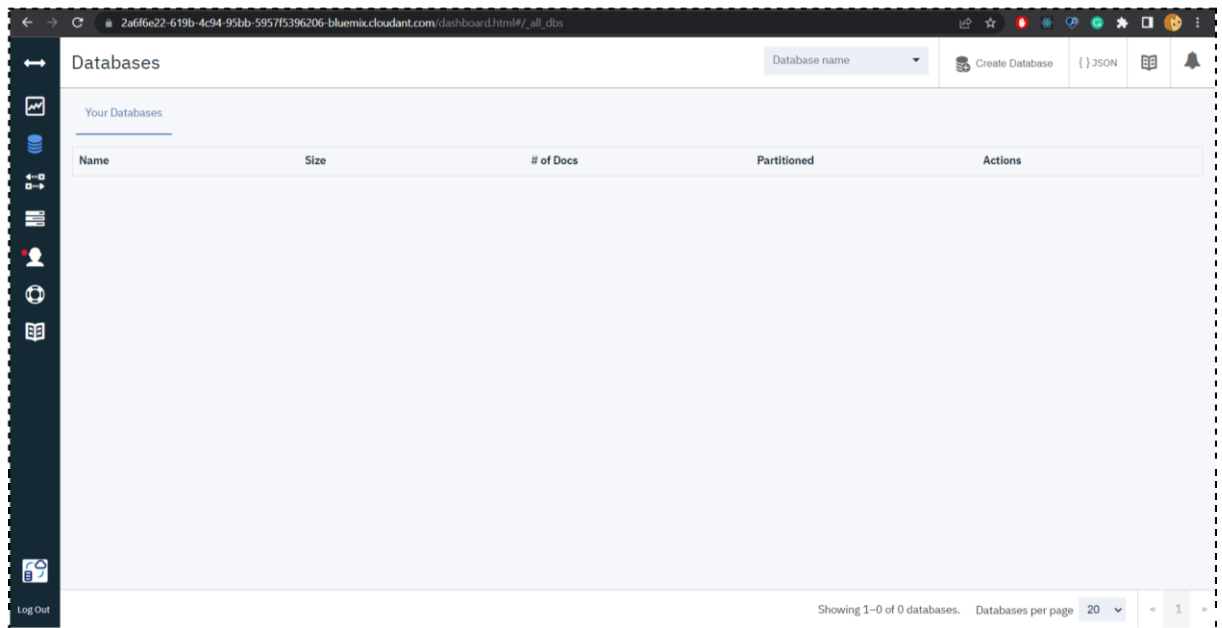 2a6f6e22-619b-4c94-95bb-5957f5396206-bluemix.cloudant.com/dashboard.html#/_all_dbs
Databases
Database name
Create Database
{ } JSON
Your Databases
Name Size # of Docs Partitioned Actions
Log Out
Showing 1–0 of 0 databases. Databases per page 20 « 1 »